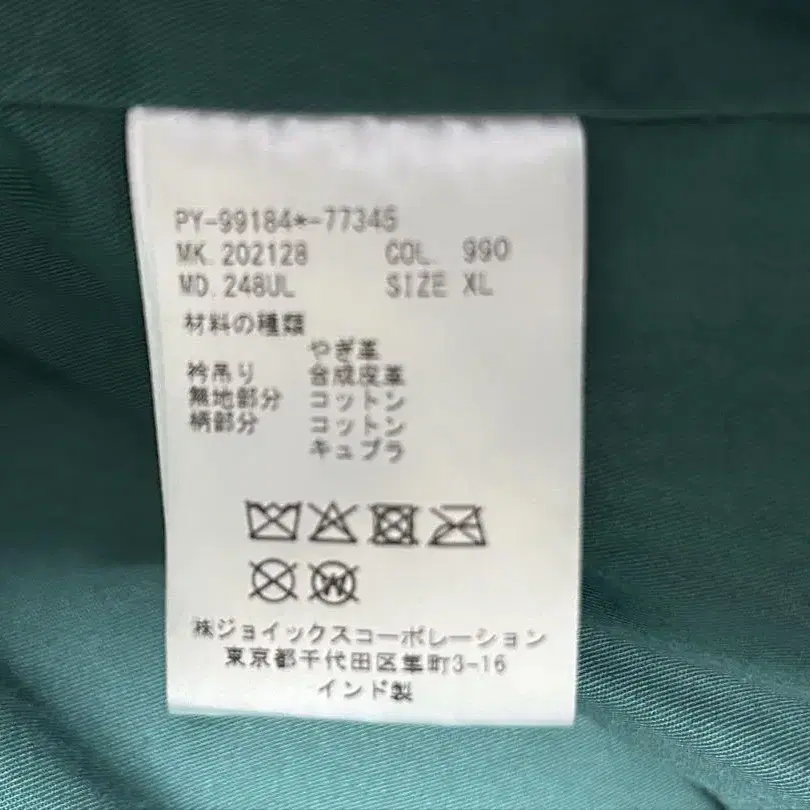 PY-99184*-77345
MK.202128 COL. 990
MD.248UL SIZE XL
材料の種類
やぎ革
衿吊り 合成皮革
無地部分 コットン
柄部分 コットン
キュプラ
W
㈱ジョイックスコーポレーション
東京都千代田区隼町3-16
インド製